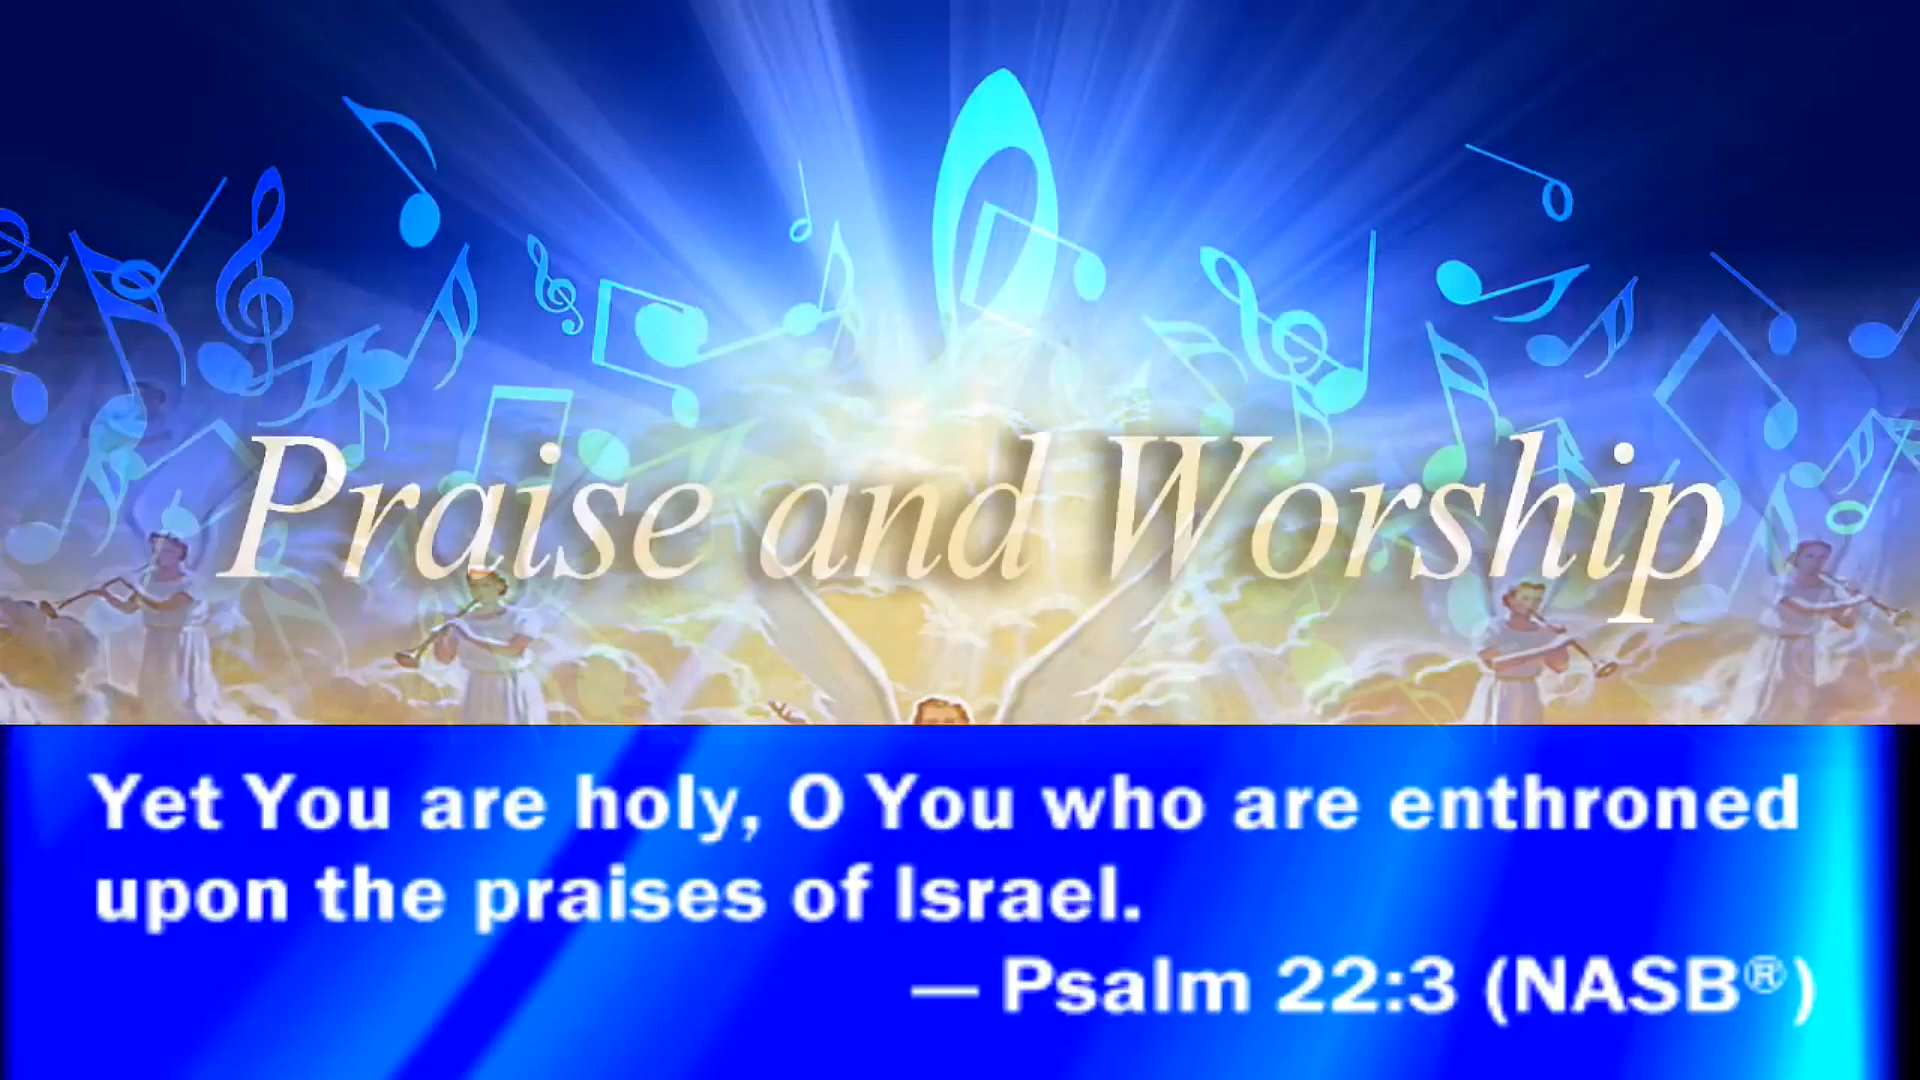 Praise and Worship
Yet You are holy, O You who are enthroned
upon the praises of Israel.
— Psalm 22:3 (NASB®)